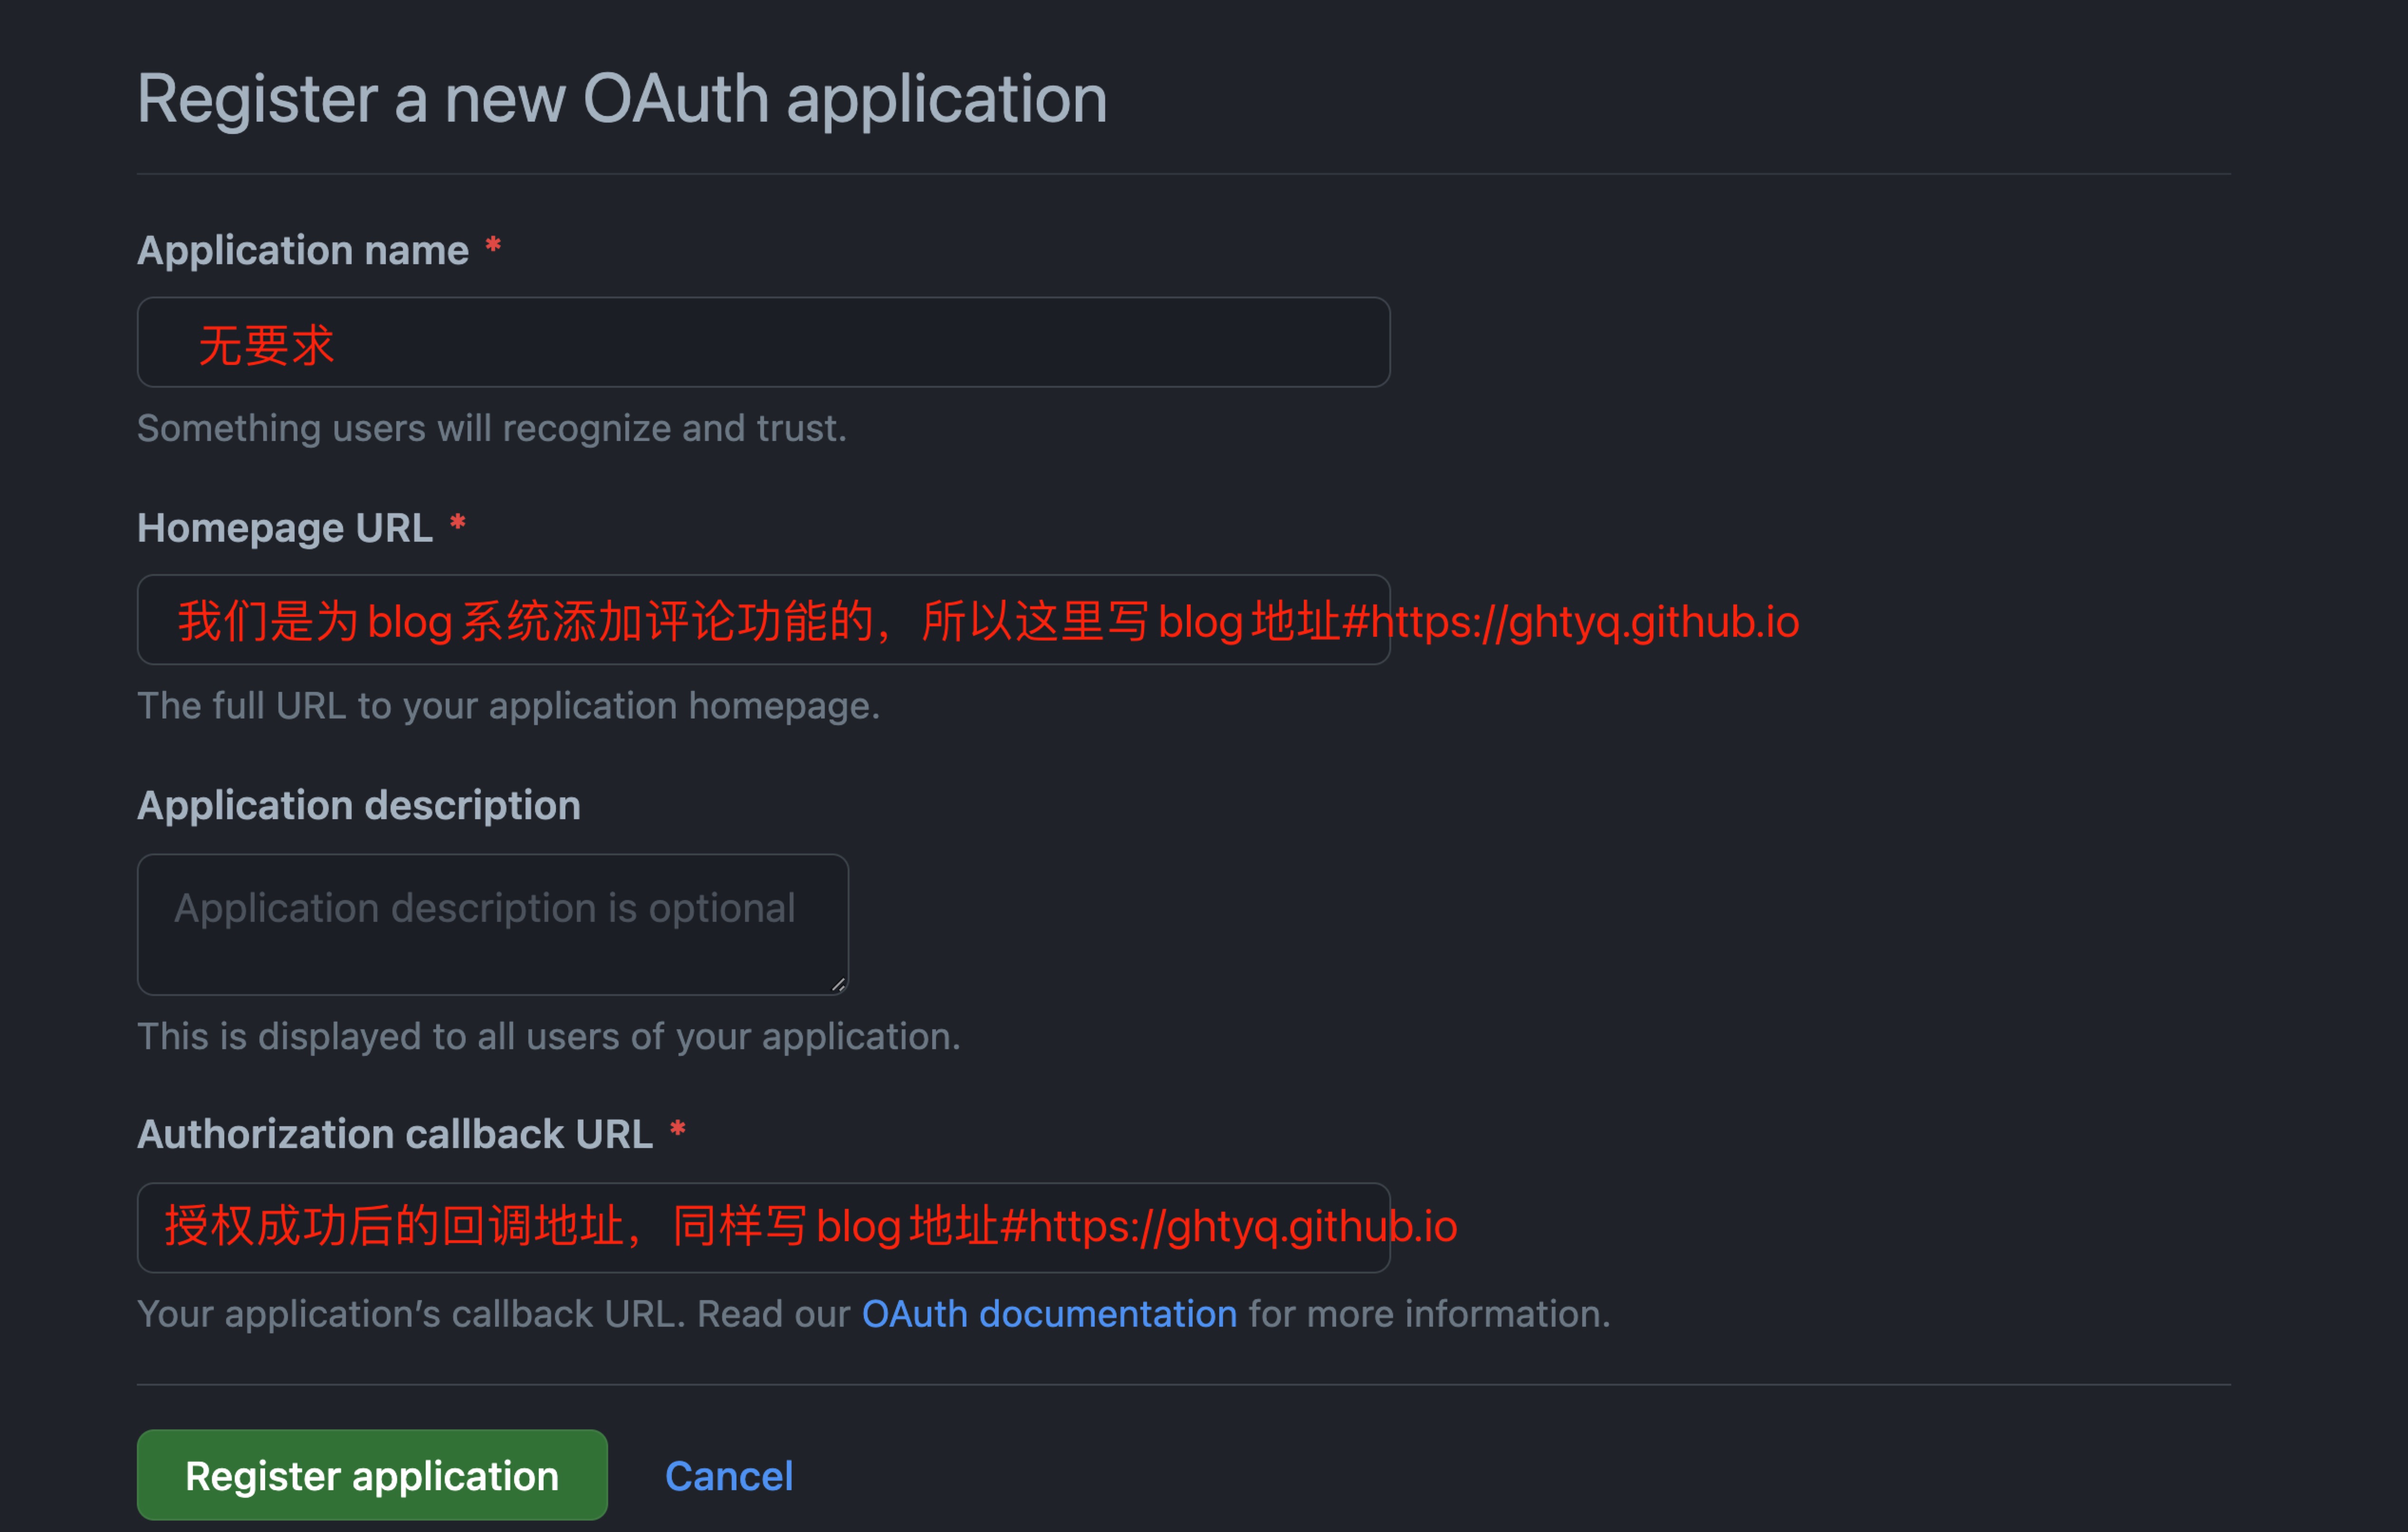 Register a new OAuth application
Application name *
无要求
Something users will recognize and trust.
Homepage URL *
我们是为 blog 系统添加评论功能的，所以这里写 blog 地址#https://ghtyq.github.io
The full URL to your application homepage.
Application description
Application description is optional
This is displayed to all users of your application.
Authorization callback URL *
授权成功后的回调地址，同样写 blog 地址#https://ghtyq.github.io
Your application's callback URL. Read our OAuth documentation for more information.
Register application Cancel